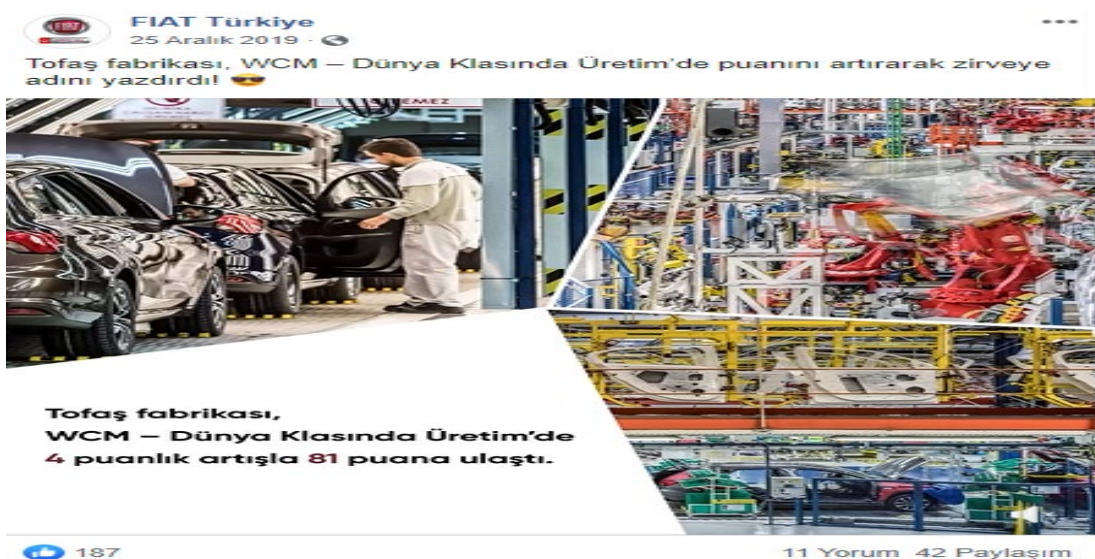 FIAT
FIAT Türkiye
25 Aralık 2019 ·
Tofaş fabrikası, WCM – Dünya Klasında Üretim'de puanını artırarak zirveye
adını yazdırdı! 😎
EMEZ
Tofaş fabrikası,
WCM – Dünya Klasında Üretim'de
4 puanlık artışla 81 puana ulaştı.
187
11 Yorum 42 Paylaşım